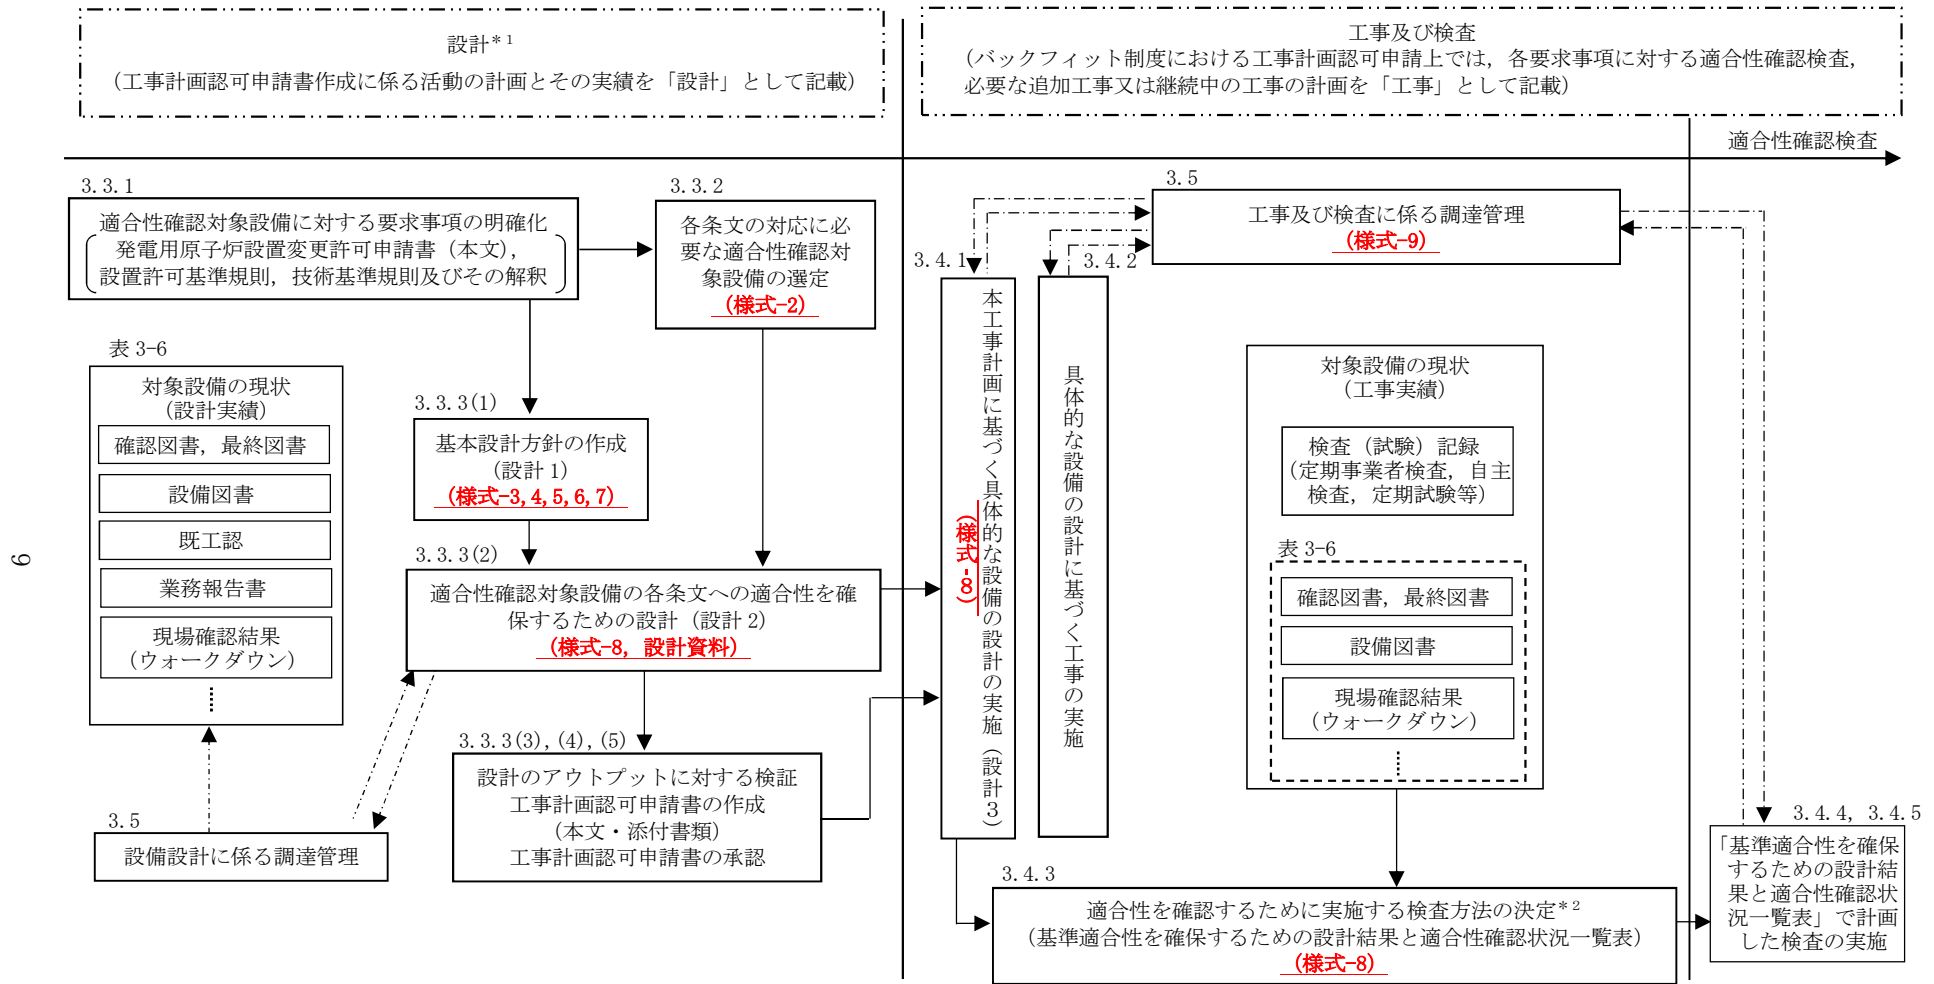 設計*1
(工事計画認可申請書作成に係る活動の計画とその実績を「設計」として記載)
工事及び検査
(バックフィット制度における工事計画認可申請上では，各要求事項に対する適合性確認検査，
必要な追加工事又は継続中の工事の計画を「工事」として記載)
適合性確認検査
3.3.1
適合性確認対象設備に対する要求事項の明確化
発電用原子炉設置変更許可申請書（本文），
設置許可基準規則，技術基準規則及びその解釈
3.3.2
各条文の対応に必
要な適合性確認対
象設備の選定
(様式-2)
表 3-6
対象設備の現状
(設計実績)
確認図書，最終図書
設備図書
既工認
業務報告書
現場確認結果
(ウォークダウン)
3.3.3(1)
基本設計方針の作成
(設計 1)
(様式-3,4,5,6,7)
3.3.3(2)
適合性確認対象設備の各条文への適合性を確
保するための設計（設計 2）
(様式-8，設計資料)
3.3.3(3),(4),(5)
設計のアウトプットに対する検証
工事計画認可申請書の作成
(本文・添付書類)
工事計画認可申請書の承認
3.5
設備設計に係る調達管理
3.5
工事及び検査に係る調達管理
(様式-9)
3.4.1
本工事計画に基づく具体的な設備の設計の実施（設計3）
(様式-8)
3.4.2
具体的な設備の設計に基づく工事の実施
対象設備の現状
(工事実績)
検査（試験）記録
(定期事業者検査，自主
検査，定期試験等)
表 3-6
確認図書，最終図書
設備図書
現場確認結果
(ウォークダウン)
3.4.3
適合性を確認するために実施する検査方法の決定*2
(基準適合性を確保するための設計結果と適合性確認状況一覧表)
(様式-8)
3.4.4, 3.4.5
「基準適合性を確保
するための設計結
果と適合性確認状
況一覧表」で計画
した検査の実施
6